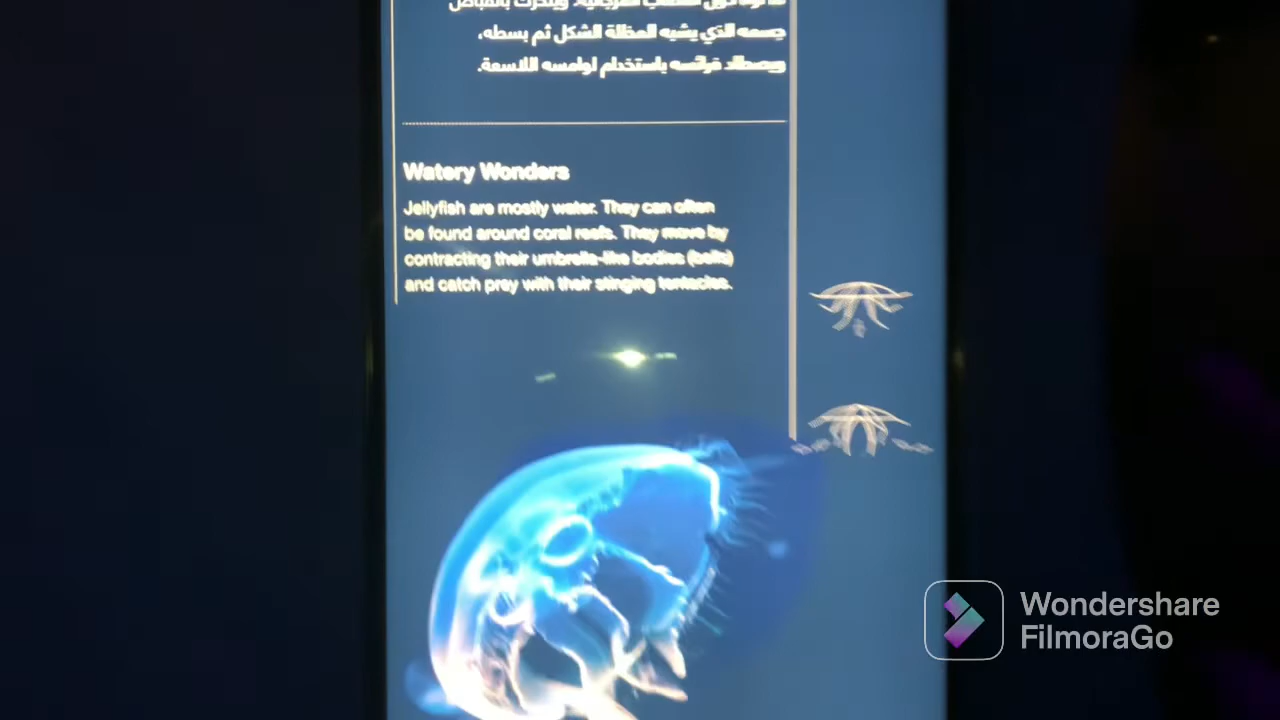 جسمه الذي يشبه المظلة الشكل ثم بسطه،
ويصطاد فرائسه باستخدام لوامسه اللاسعة.
Watery Wonders
Jellyfish are mostly water. They can often
be found around coral reefs. They move by
contracting their umbrella-like bodies (bells)
and catch prey with their stinging tentacles.
Wondershare
FilmoraGo